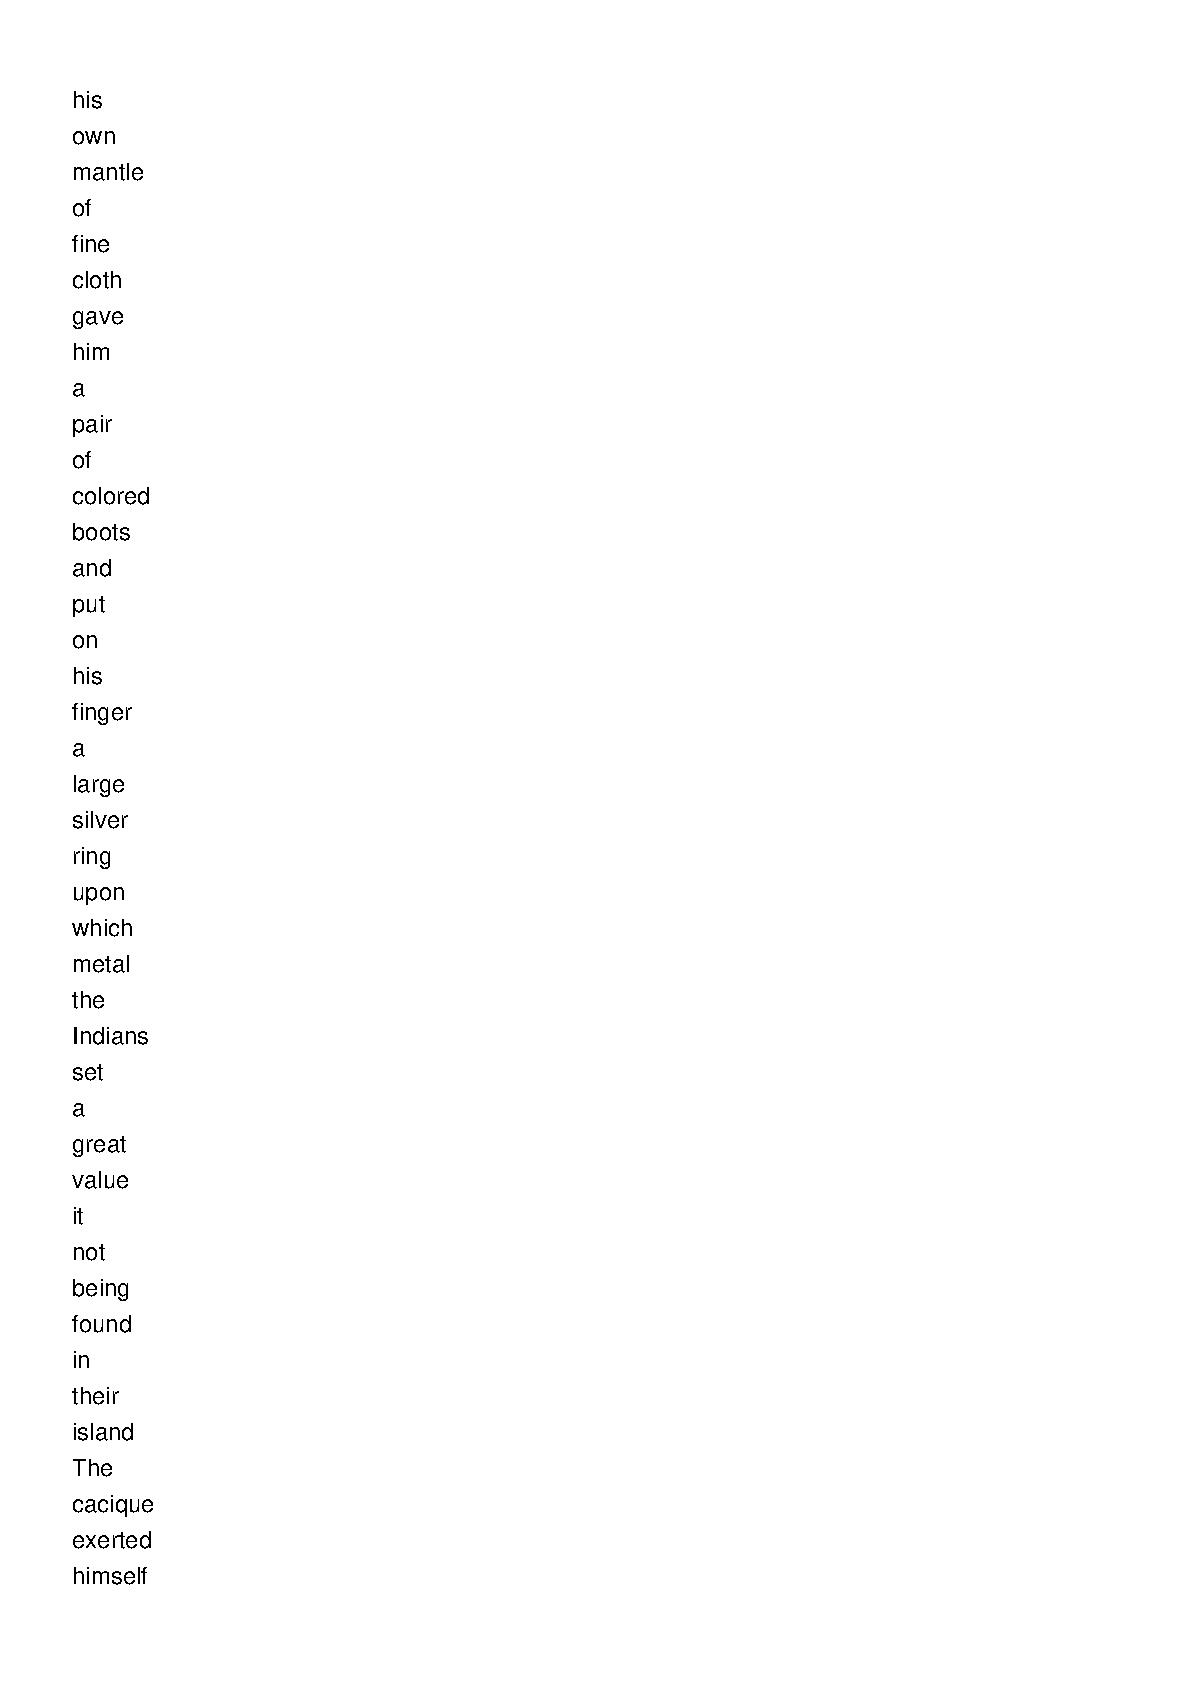 his
own
mantle
of
fine
cloth
gave
him
a
pair
of
colored
boots
and
put
on
his
finger
a
large
silver
ring
upon
which
metal
the
Indians
set
a
great
value
it
not
being
found
in
their
island
The
cacique
exerted
himself